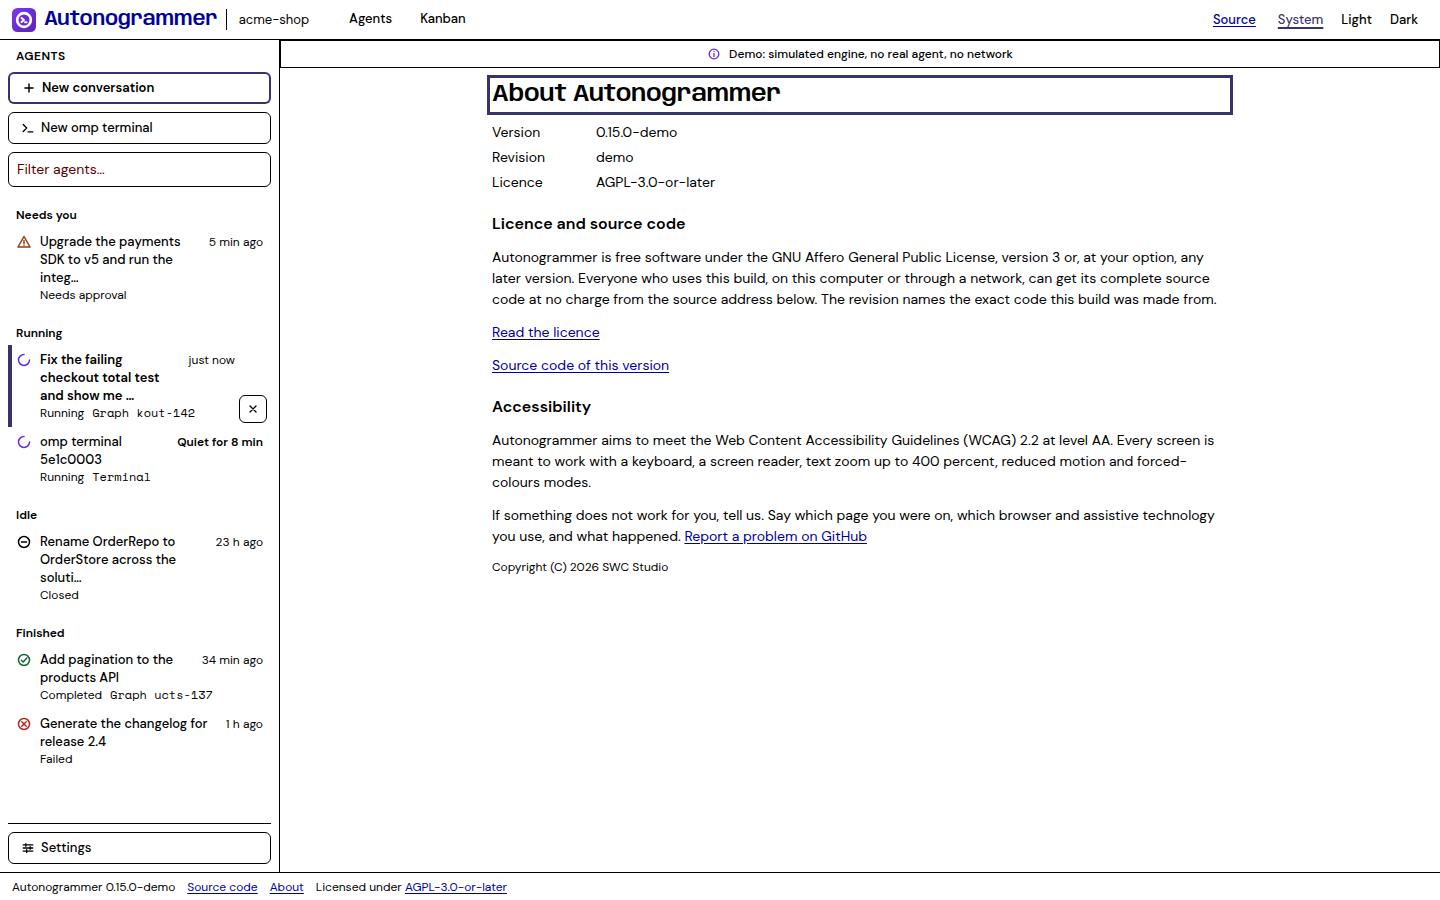 Autonogrammer acme-shop Agents Kanban Source System Light Dark
AGENTS
New conversation
New omp terminal
Filter agents…
Needs you
Upgrade the payments SDK to v5 and run the integ… 5 min ago
Needs approval
Running
Fix the failing checkout total test and show me … just now
Running Graph kout-142
omp terminal 5e1c0003 Quiet for 8 min
Running Terminal
Idle
Rename OrderRepo to OrderStore across the soluti… 23 h ago
Closed
Finished
Add pagination to the products API 34 min ago
Completed Graph ucts-137
Generate the changelog for release 2.4 1 h ago
Failed
Settings
Demo: simulated engine, no real agent, no network
About Autonogrammer
Version 0.15.0-demo
Revision demo
Licence AGPL-3.0-or-later
Licence and source code
Autonogrammer is free software under the GNU Affero General Public License, version 3 or, at your option, any
later version. Everyone who uses this build, on this computer or through a network, can get its complete source
code at no charge from the source address below. The revision names the exact code this build was made from.
Read the licence
Source code of this version
Accessibility
Autonogrammer aims to meet the Web Content Accessibility Guidelines (WCAG) 2.2 at level AA. Every screen is
meant to work with a keyboard, a screen reader, text zoom up to 400 percent, reduced motion and forced-
colours modes.
If something does not work for you, tell us. Say which page you were on, which browser and assistive technology
you use, and what happened. Report a problem on GitHub
Copyright (C) 2026 SWC Studio
Autonogrammer 0.15.0-demo Source code About Licensed under AGPL-3.0-or-later